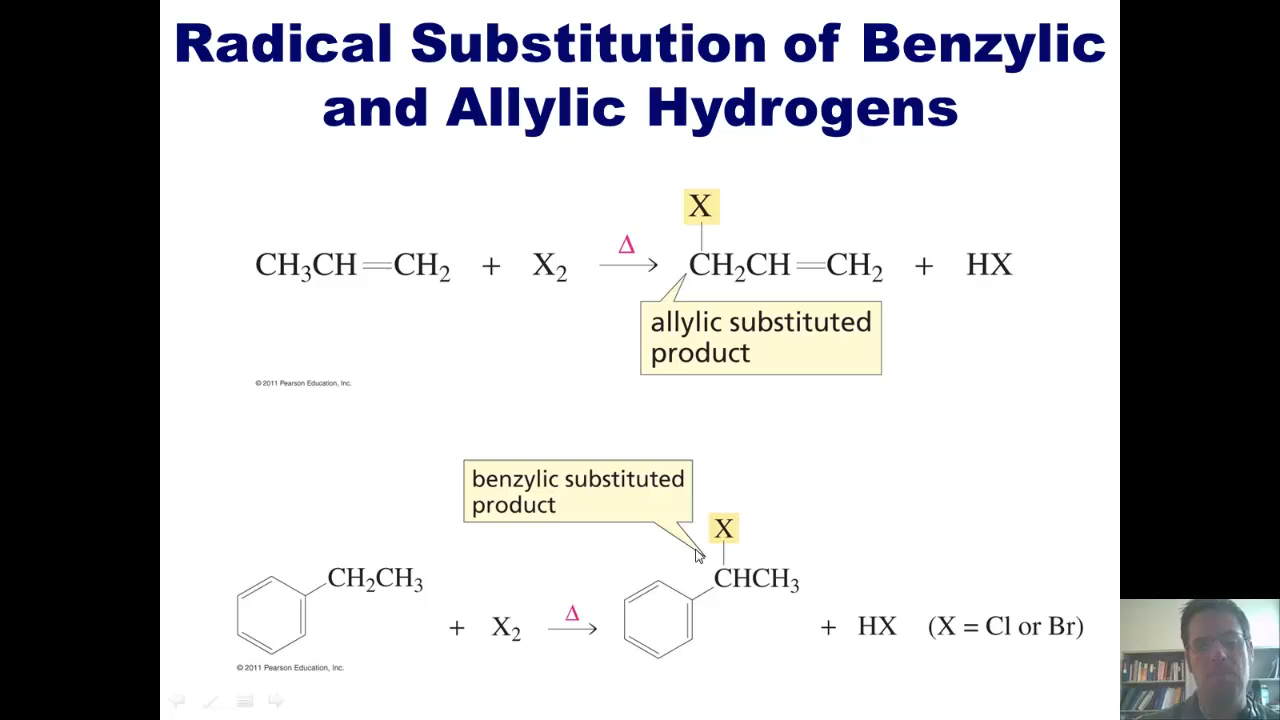 Radical Substitution of Benzylic
and Allylic Hydrogens
X
CH₃CH=CH₂ + X₂ Δ → CH₂CH=CH₂ + HX
allylic substituted
product
© 2011 Pearson Education, Inc.
benzylic substituted
product
X
CH₂CH₃ CHCH₃
+ X₂ Δ → + HX (X = Cl or Br)
© 2011 Pearson Education, Inc.